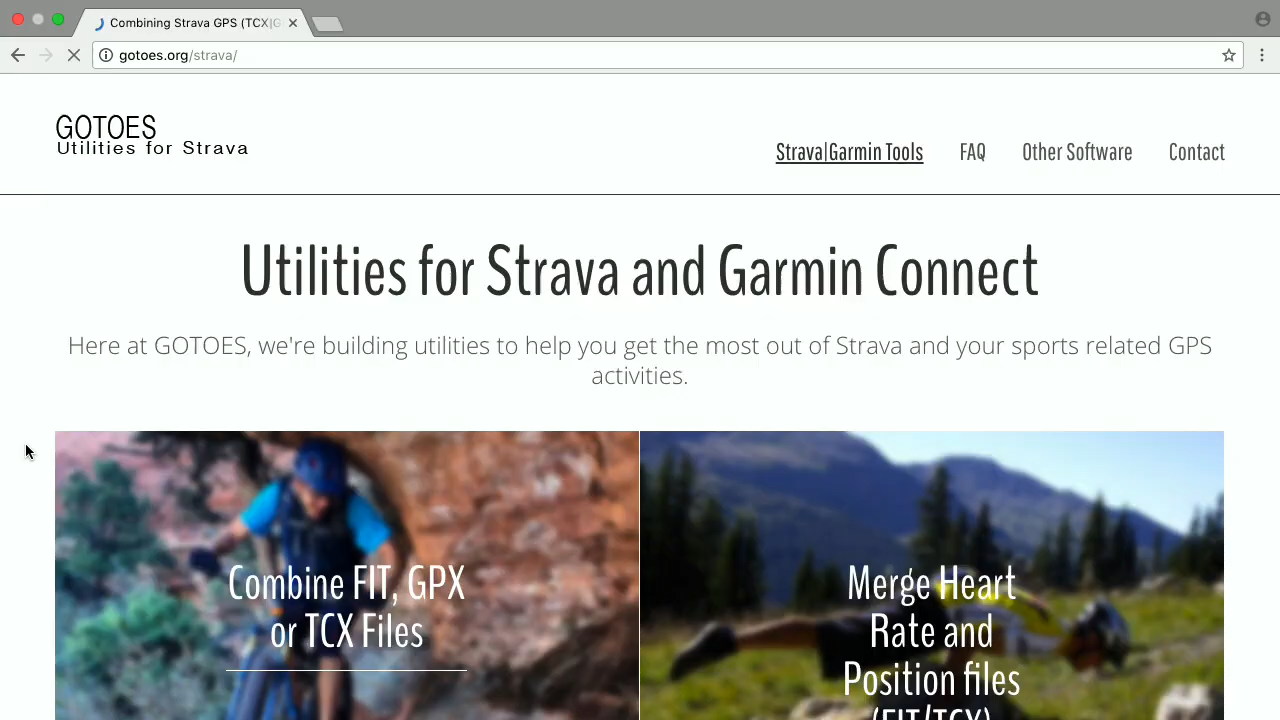 Combining Strava GPS (TCX|G
gotoes.org/strava/
GOTOES
Utilities for Strava
Strava|Garmin Tools
FAQ
Other Software
Contact
Utilities for Strava and Garmin Connect
Here at GOTOES, we're building utilities to help you get the most out of Strava and your sports related GPS
activities.
Combine FIT, GPX
or TCX Files
Merge Heart
Rate and
Position files
(FIT/TCX)